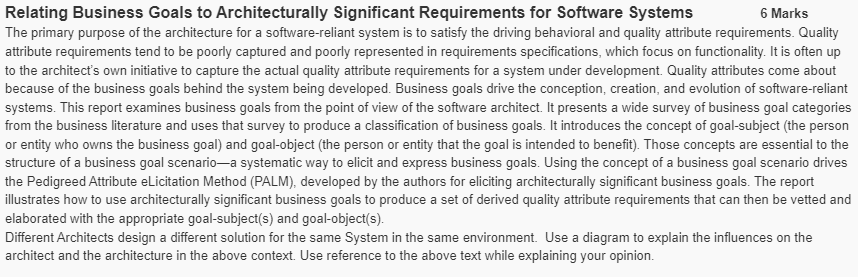 Relating Business Goals to Architecturally Significant Requirements for Software Systems 6 Marks
The primary purpose of the architecture for a software-reliant system is to satisfy the driving behavioral and quality attribute requirements. Quality
attribute requirements tend to be poorly captured and poorly represented in requirements specifications, which focus on functionality. It is often up
to the architect's own initiative to capture the actual quality attribute requirements for a system under development. Quality attributes come about
because of the business goals behind the system being developed. Business goals drive the conception, creation, and evolution of software-reliant
systems. This report examines business goals from the point of view of the software architect. It presents a wide survey of business goal categories
from the business literature and uses that survey to produce a classification of business goals. It introduces the concept of goal-subject (the person
or entity who owns the business goal) and goal-object (the person or entity that the goal is intended to benefit). Those concepts are essential to the
structure of a business goal scenario—a systematic way to elicit and express business goals. Using the concept of a business goal scenario drives
the Pedigreed Attribute eLicitation Method (PALM), developed by the authors for eliciting architecturally significant business goals. The report
illustrates how to use architecturally significant business goals to produce a set of derived quality attribute requirements that can then be vetted and
elaborated with the appropriate goal-subject(s) and goal-object(s).
Different Architects design a different solution for the same System in the same environment. Use a diagram to explain the influences on the
architect and the architecture in the above context. Use reference to the above text while explaining your opinion.